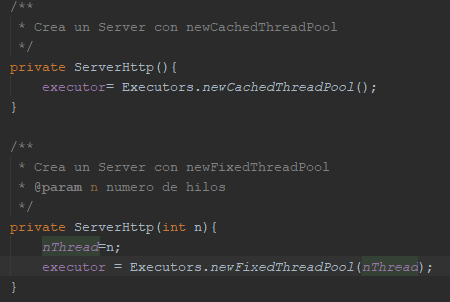 /**
 * Crea un Server con newCachedThreadPool
 */
private ServerHttp(){
    executor= Executors.newCachedThreadPool();
}
/**
 * Crea un Server con newFixedThreadPool
 * @param n numero de hilos
 */
private ServerHttp(int n){
    nThread=n;
    executor = Executors.newFixedThreadPool(nThread);
}